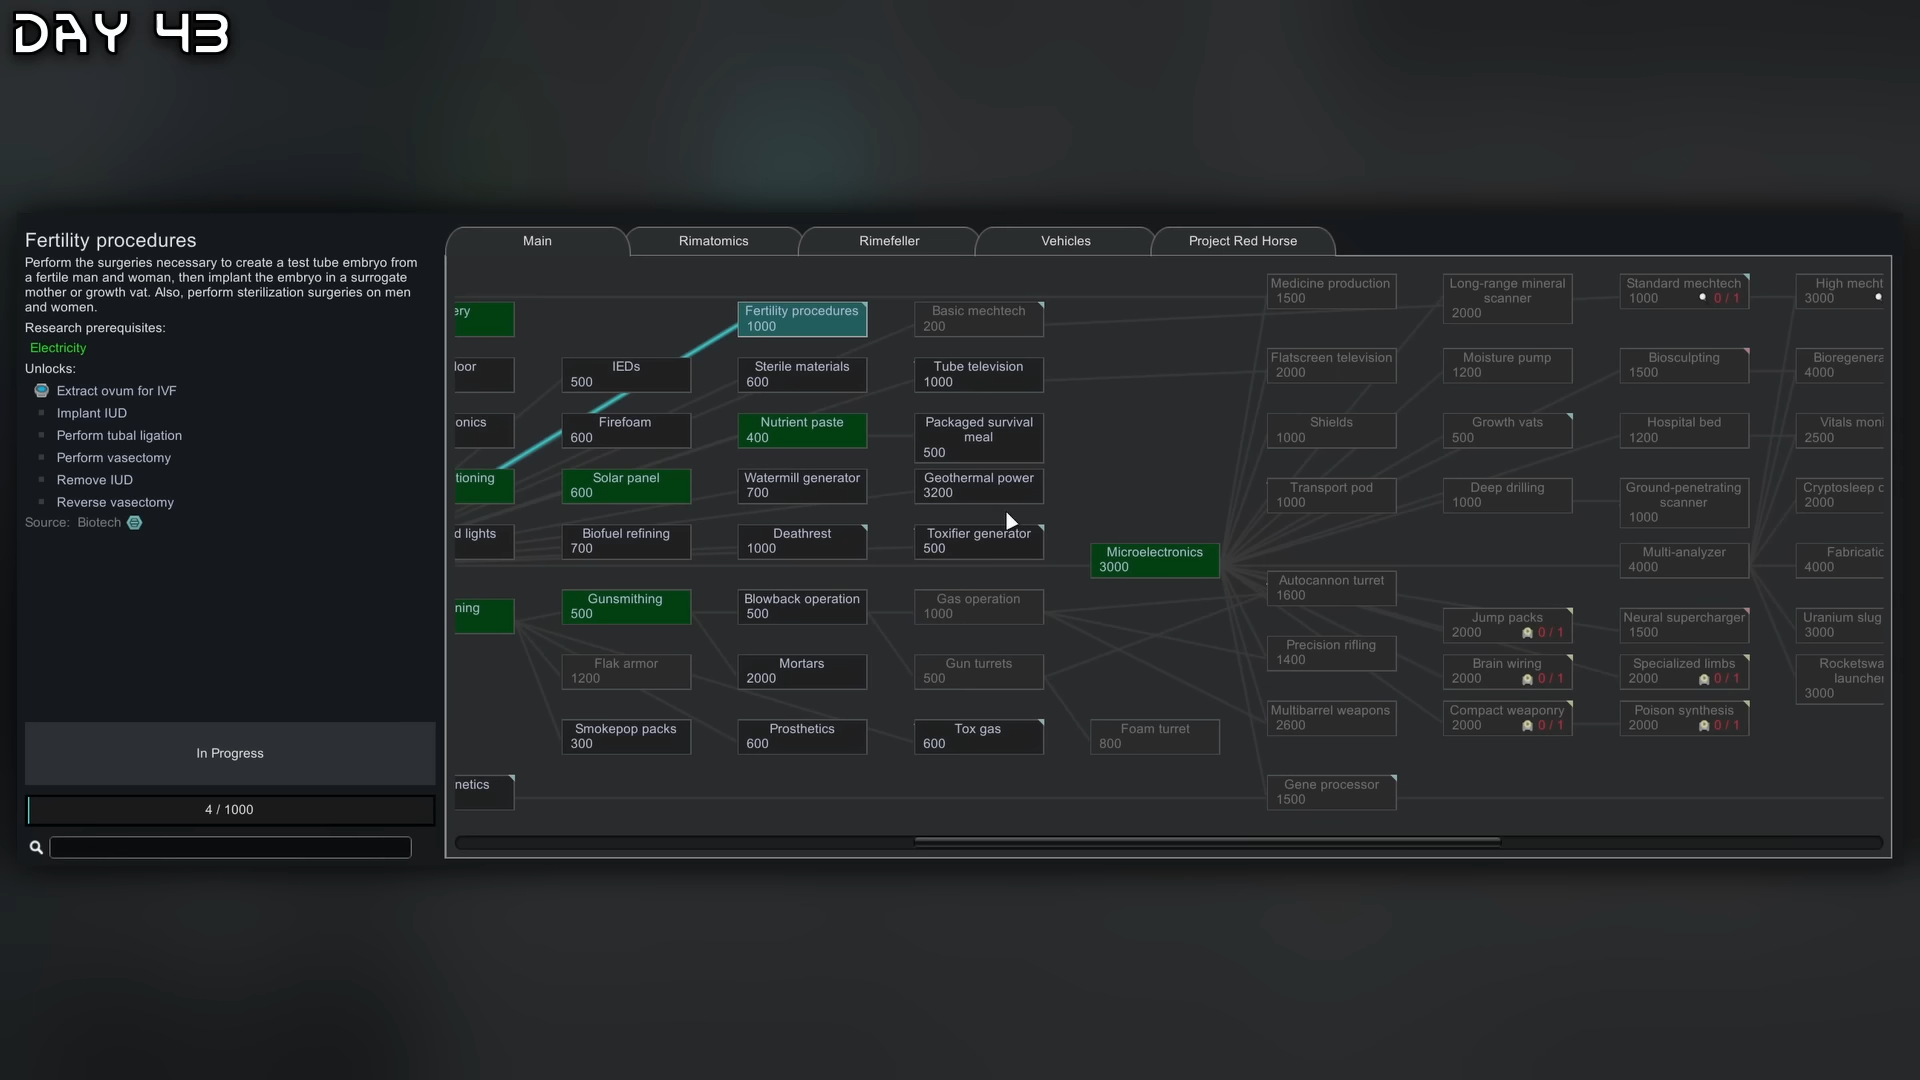 DAY 43
Fertility procedures
Perform the surgeries necessary to create a test tube embryo from
a fertile man and woman, then implant the embryo in a surrogate
mother or growth vat. Also, perform sterilization surgeries on men
and women.
Research prerequisites:
Electricity
Unlocks:
Extract ovum for IVF
Implant IUD
Perform tubal ligation
Perform vasectomy
Remove IUD
Reverse vasectomy
Source: Biotech
In Progress
4 / 1000
Main
Rimatomics
Rimefeller
Vehicles
Project Red Horse
ery
loor
onics
tioning
d lights
ning
netics
IEDs
500
Firefoam
600
Solar panel
600
Biofuel refining
700
Gunsmithing
500
Flak armor
1200
Smokepop packs
300
Fertility procedures
1000
Sterile materials
600
Nutrient paste
400
Watermill generator
700
Deathrest
1000
Blowback operation
500
Mortars
2000
Prosthetics
600
Basic mechtech
200
Tube television
1000
Packaged survival
meal
500
Geothermal power
3200
Toxifier generator
500
Gas operation
1000
Gun turrets
500
Tox gas
600
Microelectronics
3000
Foam turret
800
Medicine production
1500
Flatscreen television
2000
Shields
1000
Transport pod
1000
Autocannon turret
1600
Precision rifling
1400
Multibarrel weapons
2600
Gene processor
1500
Long-range mineral
scanner
2000
Moisture pump
1200
Growth vats
500
Deep drilling
1000
Jump packs
2000 0 / 1
Brain wiring
2000 0 / 1
Compact weaponry
2000 0 / 1
Standard mechtech
1000 0 / 1
Biosculpting
1500
Hospital bed
1200
Ground-penetrating
scanner
1000
Multi-analyzer
4000
Neural supercharger
1500
Specialized limbs
2000 0 / 1
Poison synthesis
2000 0 / 1
High mecht
3000
Bioregenera
4000
Vitals moni
2500
Cryptosleep c
2000
Fabricatio
4000
Uranium slug
3000
Rocketswa
launcher
3000